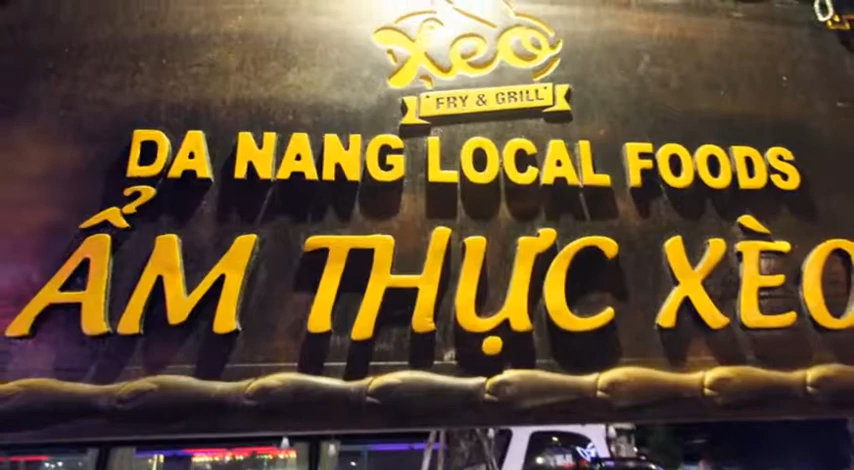 Xèo
FRY & GRILL
DA NANG LOCAL FOODS
ẨM THỰC XÈO